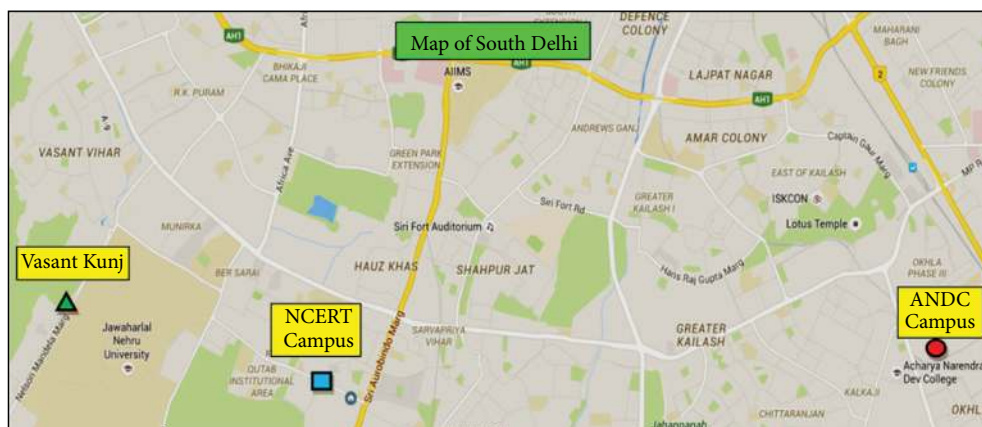 DEFENCE
COLONY
MAHARANI
BAGH
AH1
Map of South Delhi
AH1
AIIMS
BHIKAJI
CAMA PLACE
LAJPAT NAGAR
2
NEW FRIENDS
COLONY
R.K. PURAM
AH1
ANDREWS GANJ
AMAR COLONY
Captain Gaur Marg
VASANT VIHAR
Africa Ave
GREEN PARK
EXTENSION
EAST OF KAILASH
ISKCON
Siri Fort Rd
GREATER
KAILASH I
Lotus Temple
MUNIRKA
Siri Fort Auditorium
Vasant Kunj
BER SARAI
HAUZ KHAS
SHAHPUR JAT
Hans Raj Gupta Marg
OKHLA
PHASE III
NCERT
Campus
ANDC
Campus
Jawaharlal
Nehru
University
Nelson Mandela Marg
Sri Aurobindo Marg
SARVAPRIYA
VIHAR
GREATER
KAILASH
QUTAB
INSTITUTIONAL
AREA
Acharya Narendra
Dev College
KALKAJI
CHITTARANJAN
OKHL